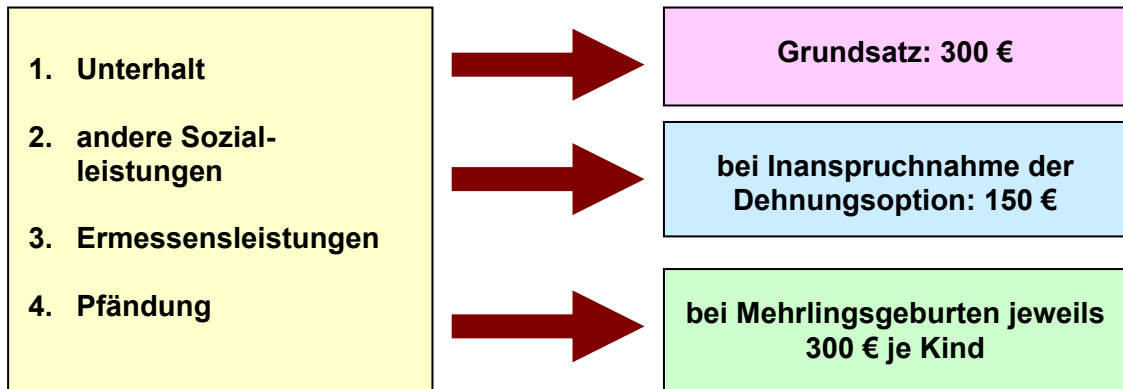 1. Unterhalt
2. andere Sozial-
leistungen
3. Ermessensleistungen
4. Pfändung
Grundsatz: 300 €
bei Inanspruchnahme der
Dehnungsoption: 150 €
bei Mehrlingsgeburten jeweils
300 € je Kind